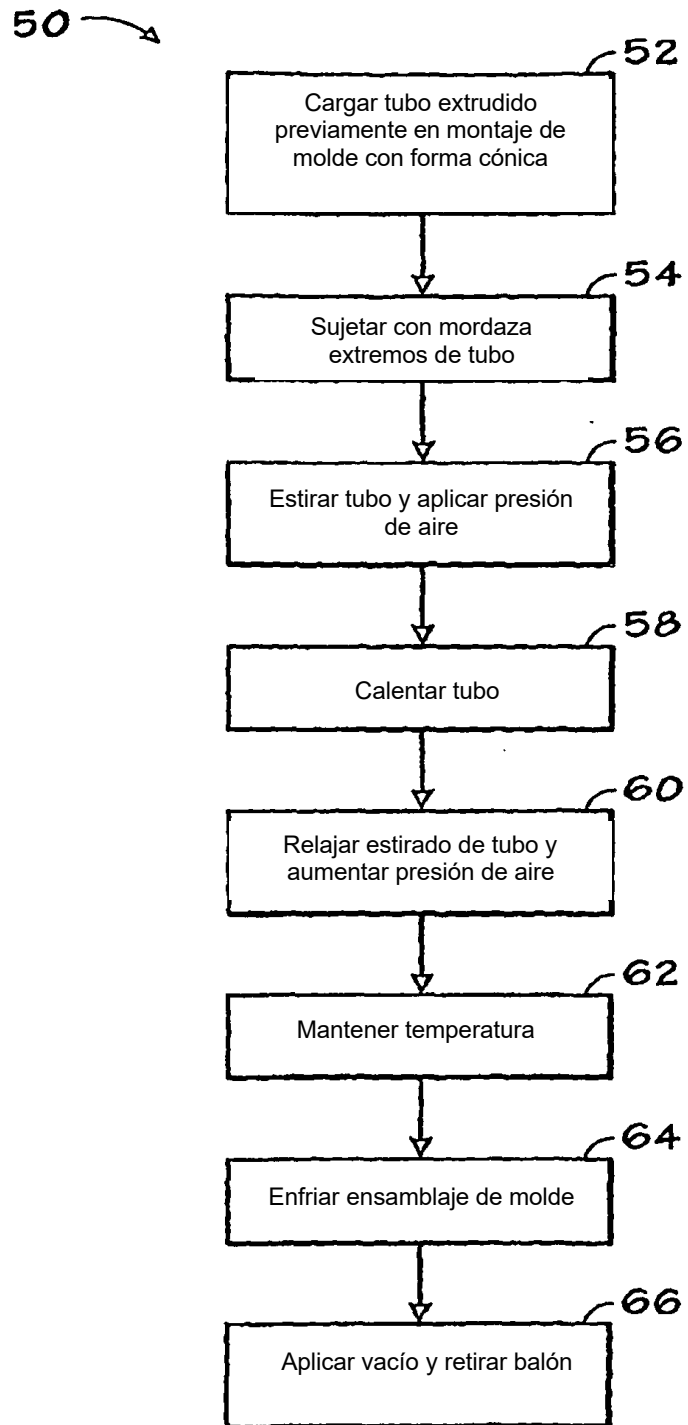 50
52
Cargar tubo extrudido
previamente en montaje de
molde con forma cónica
54
Sujetar con mordaza
extremos de tubo
56
Estirar tubo y aplicar presión
de aire
58
Calentar tubo
60
Relajar estirado de tubo y
aumentar presión de aire
62
Mantener temperatura
64
Enfriar ensamblaje de molde
66
Aplicar vacío y retirar balón